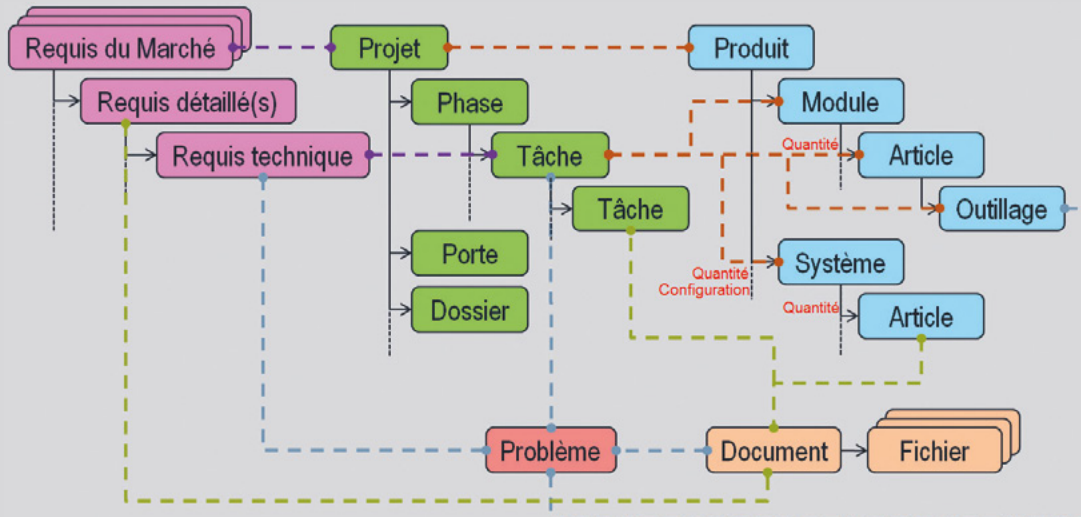 Requis du Marché
Projet
Produit
Requis détaillé(s)
Phase
Module
Requis technique
Tâche
Quantité
Article
Tâche
Outillage
Porte
Système
Quantité
Configuration
Dossier
Quantité
Article
Problème
Document
Fichier